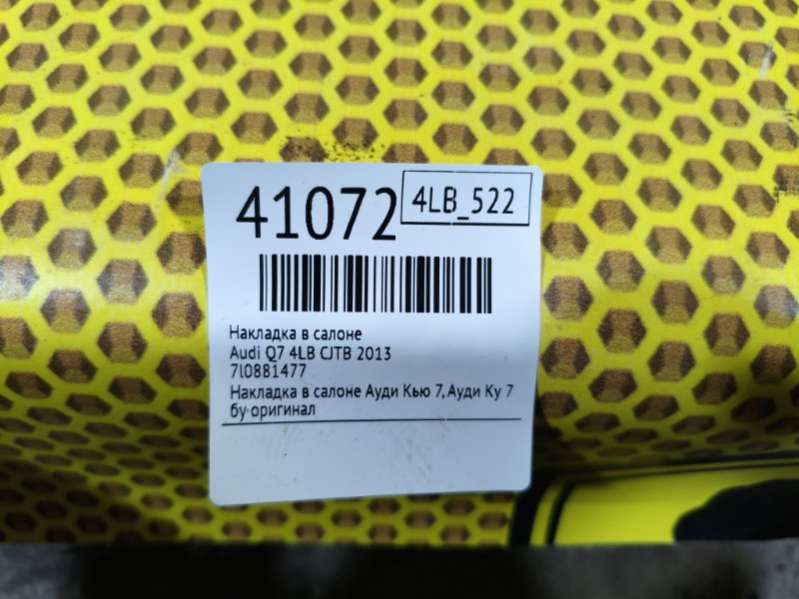 41072
4LB_522
Накладка в салоне
Audi Q7 4LB CJTB 2013
7l0881477
Накладка в салоне Ауди Кью 7,Ауди Ку 7
бу оригинал